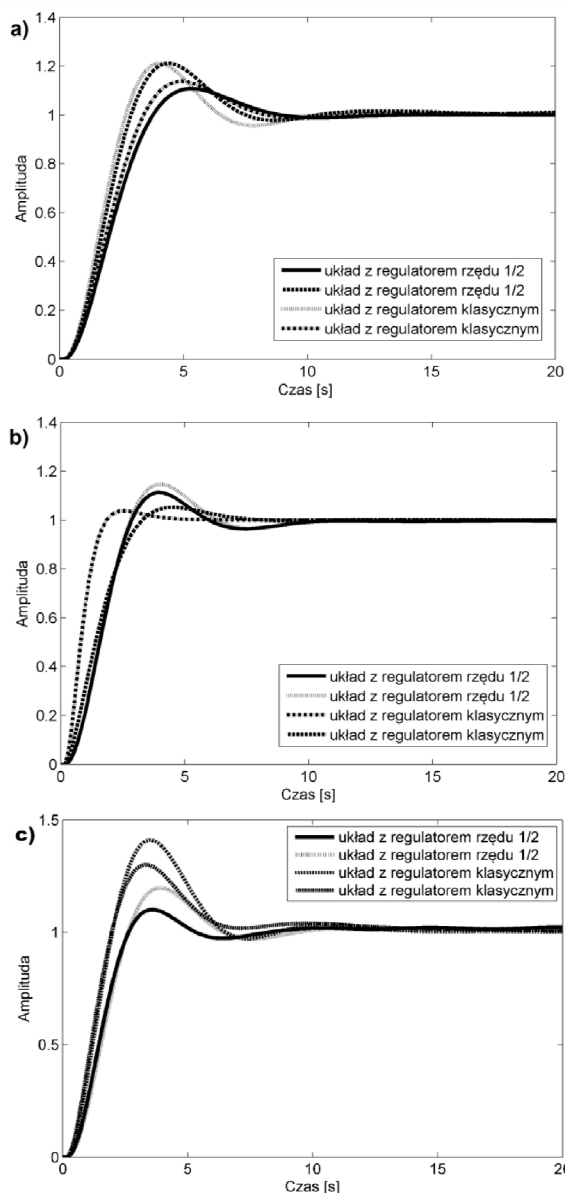 a)
1.4
1.2
1
0.8
0.6
0.4
0.2
0
Amplituda
układ z regulatorem rzędu 1/2
układ z regulatorem rzędu 1/2
układ z regulatorem klasycznym
układ z regulatorem klasycznym
0 5 10 15 20
Czas [s]
b)
1.4
1.2
1
0.8
0.6
0.4
0.2
0
Amplituda
układ z regulatorem rzędu 1/2
układ z regulatorem rzędu 1/2
układ z regulatorem klasycznym
układ z regulatorem klasycznym
0 5 10 15 20
Czas [s]
c)
1.5
1
0.5
0
Amplituda
układ z regulatorem rzędu 1/2
układ z regulatorem rzędu 1/2
układ z regulatorem klasycznym
układ z regulatorem klasycznym
0 5 10 15 20
Czas [s]